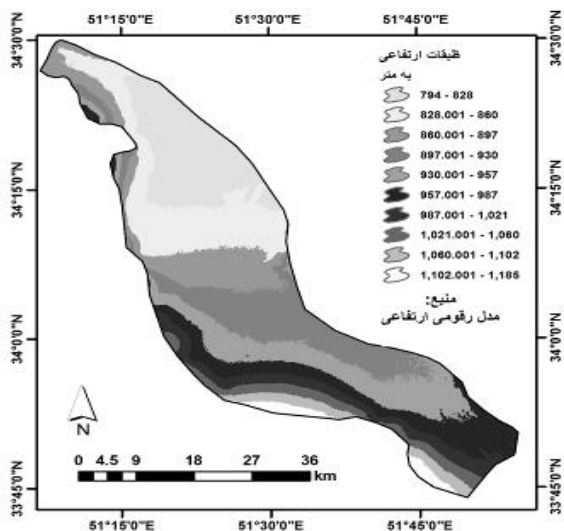 51°15'0"E 51°30'0"E 51°45'0"E
34°30'0"N
34°30'0"N
طبقات ارتفاعی
به متر
794 - 828
828.001 - 860
860.001 - 897
897.001 - 930
930.001 - 957
957.001 - 987
987.001 - 1,021
1,021.001 - 1,060
1,060.001 - 1,102
1,102.001 - 1,185
منبع:
مدل رقومی ارتفاعی
34°15'0"N
34°15'0"N
34°0'0"N
34°0'0"N
N
0 4.5 9 18 27 36
km
33°45'0"N
33°45'0"N
51°15'0"E 51°30'0"E 51°45'0"E